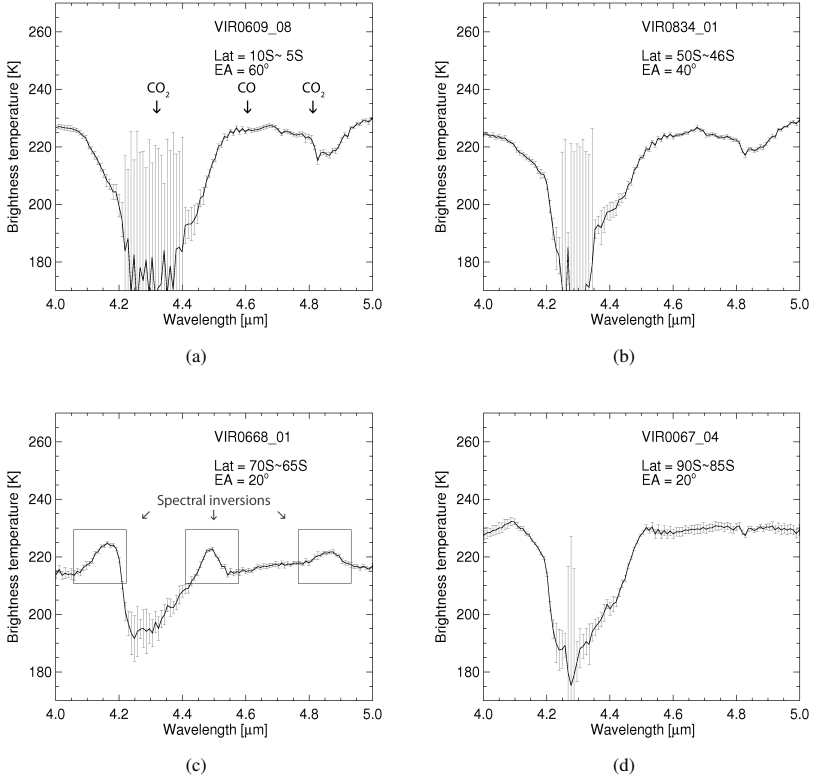 VIR0609_08
Lat = 10S~ 5S
EA = 60°
CO₂ CO CO₂
Brightness temperature [K]
260
240
220
200
180
4.0 4.2 4.4 4.6 4.8 5.0
Wavelength [μm]
(a)
VIR0834_01
Lat = 50S~46S
EA = 40°
Brightness temperature [K]
260
240
220
200
180
4.0 4.2 4.4 4.6 4.8 5.0
Wavelength [μm]
(b)
VIR0668_01
Lat = 70S~65S
EA = 20°
Spectral inversions
Brightness temperature [K]
260
240
220
200
180
4.0 4.2 4.4 4.6 4.8 5.0
Wavelength [μm]
(c)
VIR0067_04
Lat = 90S~85S
EA = 20°
Brightness temperature [K]
260
240
220
200
180
4.0 4.2 4.4 4.6 4.8 5.0
Wavelength [μm]
(d)